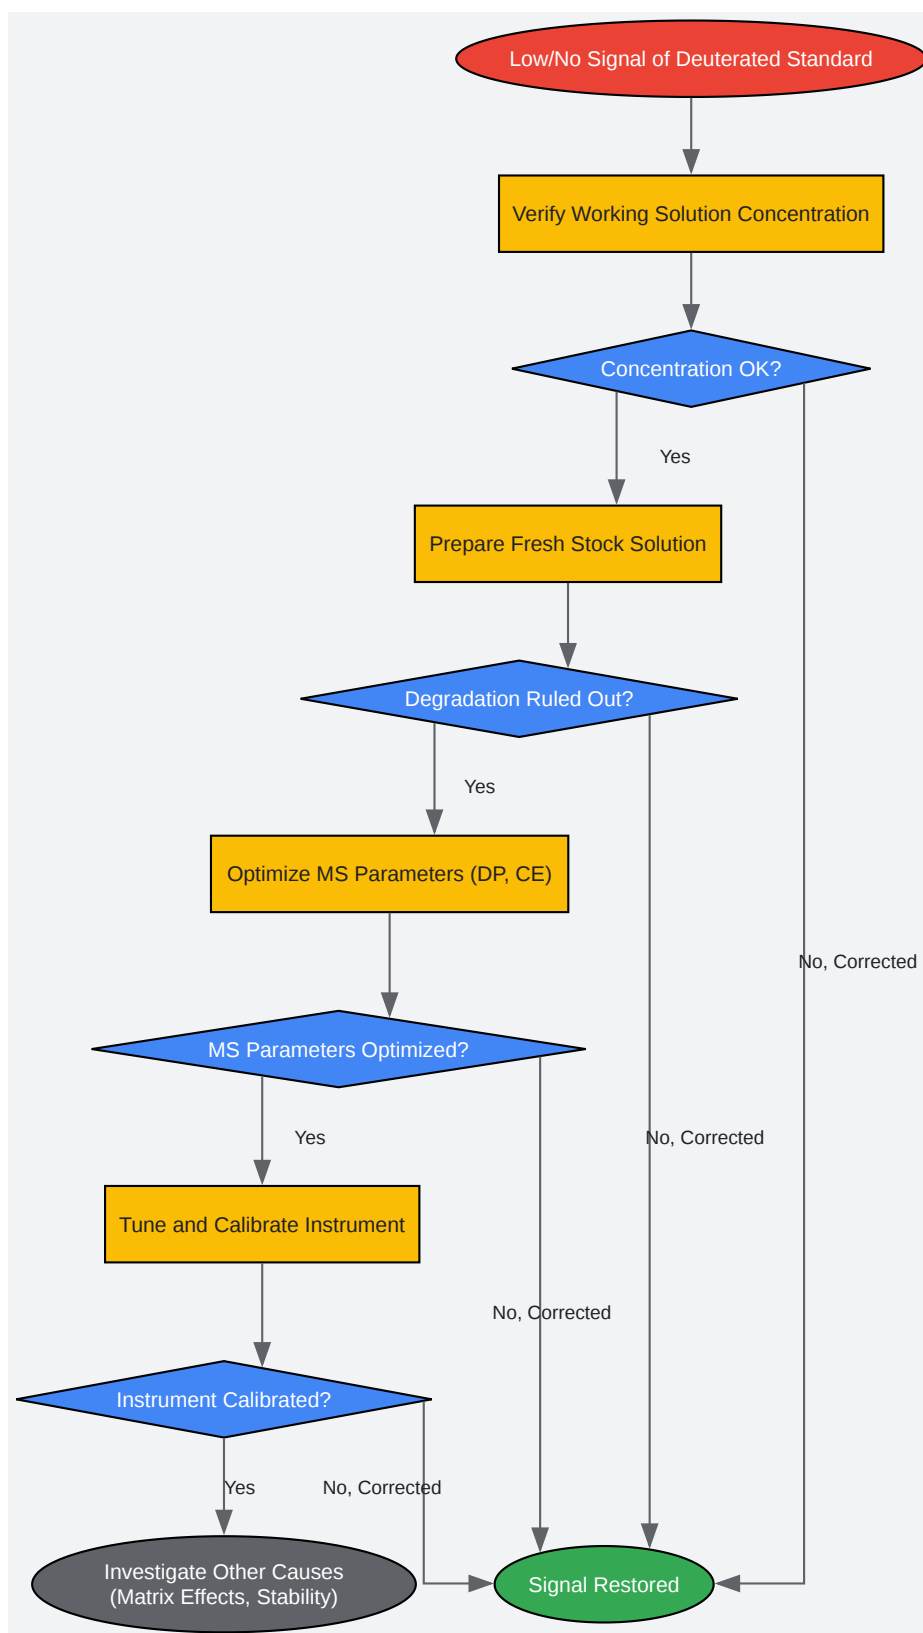 Low/No Signal of Deuterated Standard
Verify Working Solution Concentration
Concentration OK?
Yes
Prepare Fresh Stock Solution
Degradation Ruled Out?
Yes
Optimize MS Parameters (DP, CE)
No, Corrected
MS Parameters Optimized?
Yes
No, Corrected
Tune and Calibrate Instrument
No, Corrected
Instrument Calibrated?
Yes
No, Corrected
Investigate Other Causes
(Matrix Effects, Stability)
Signal Restored